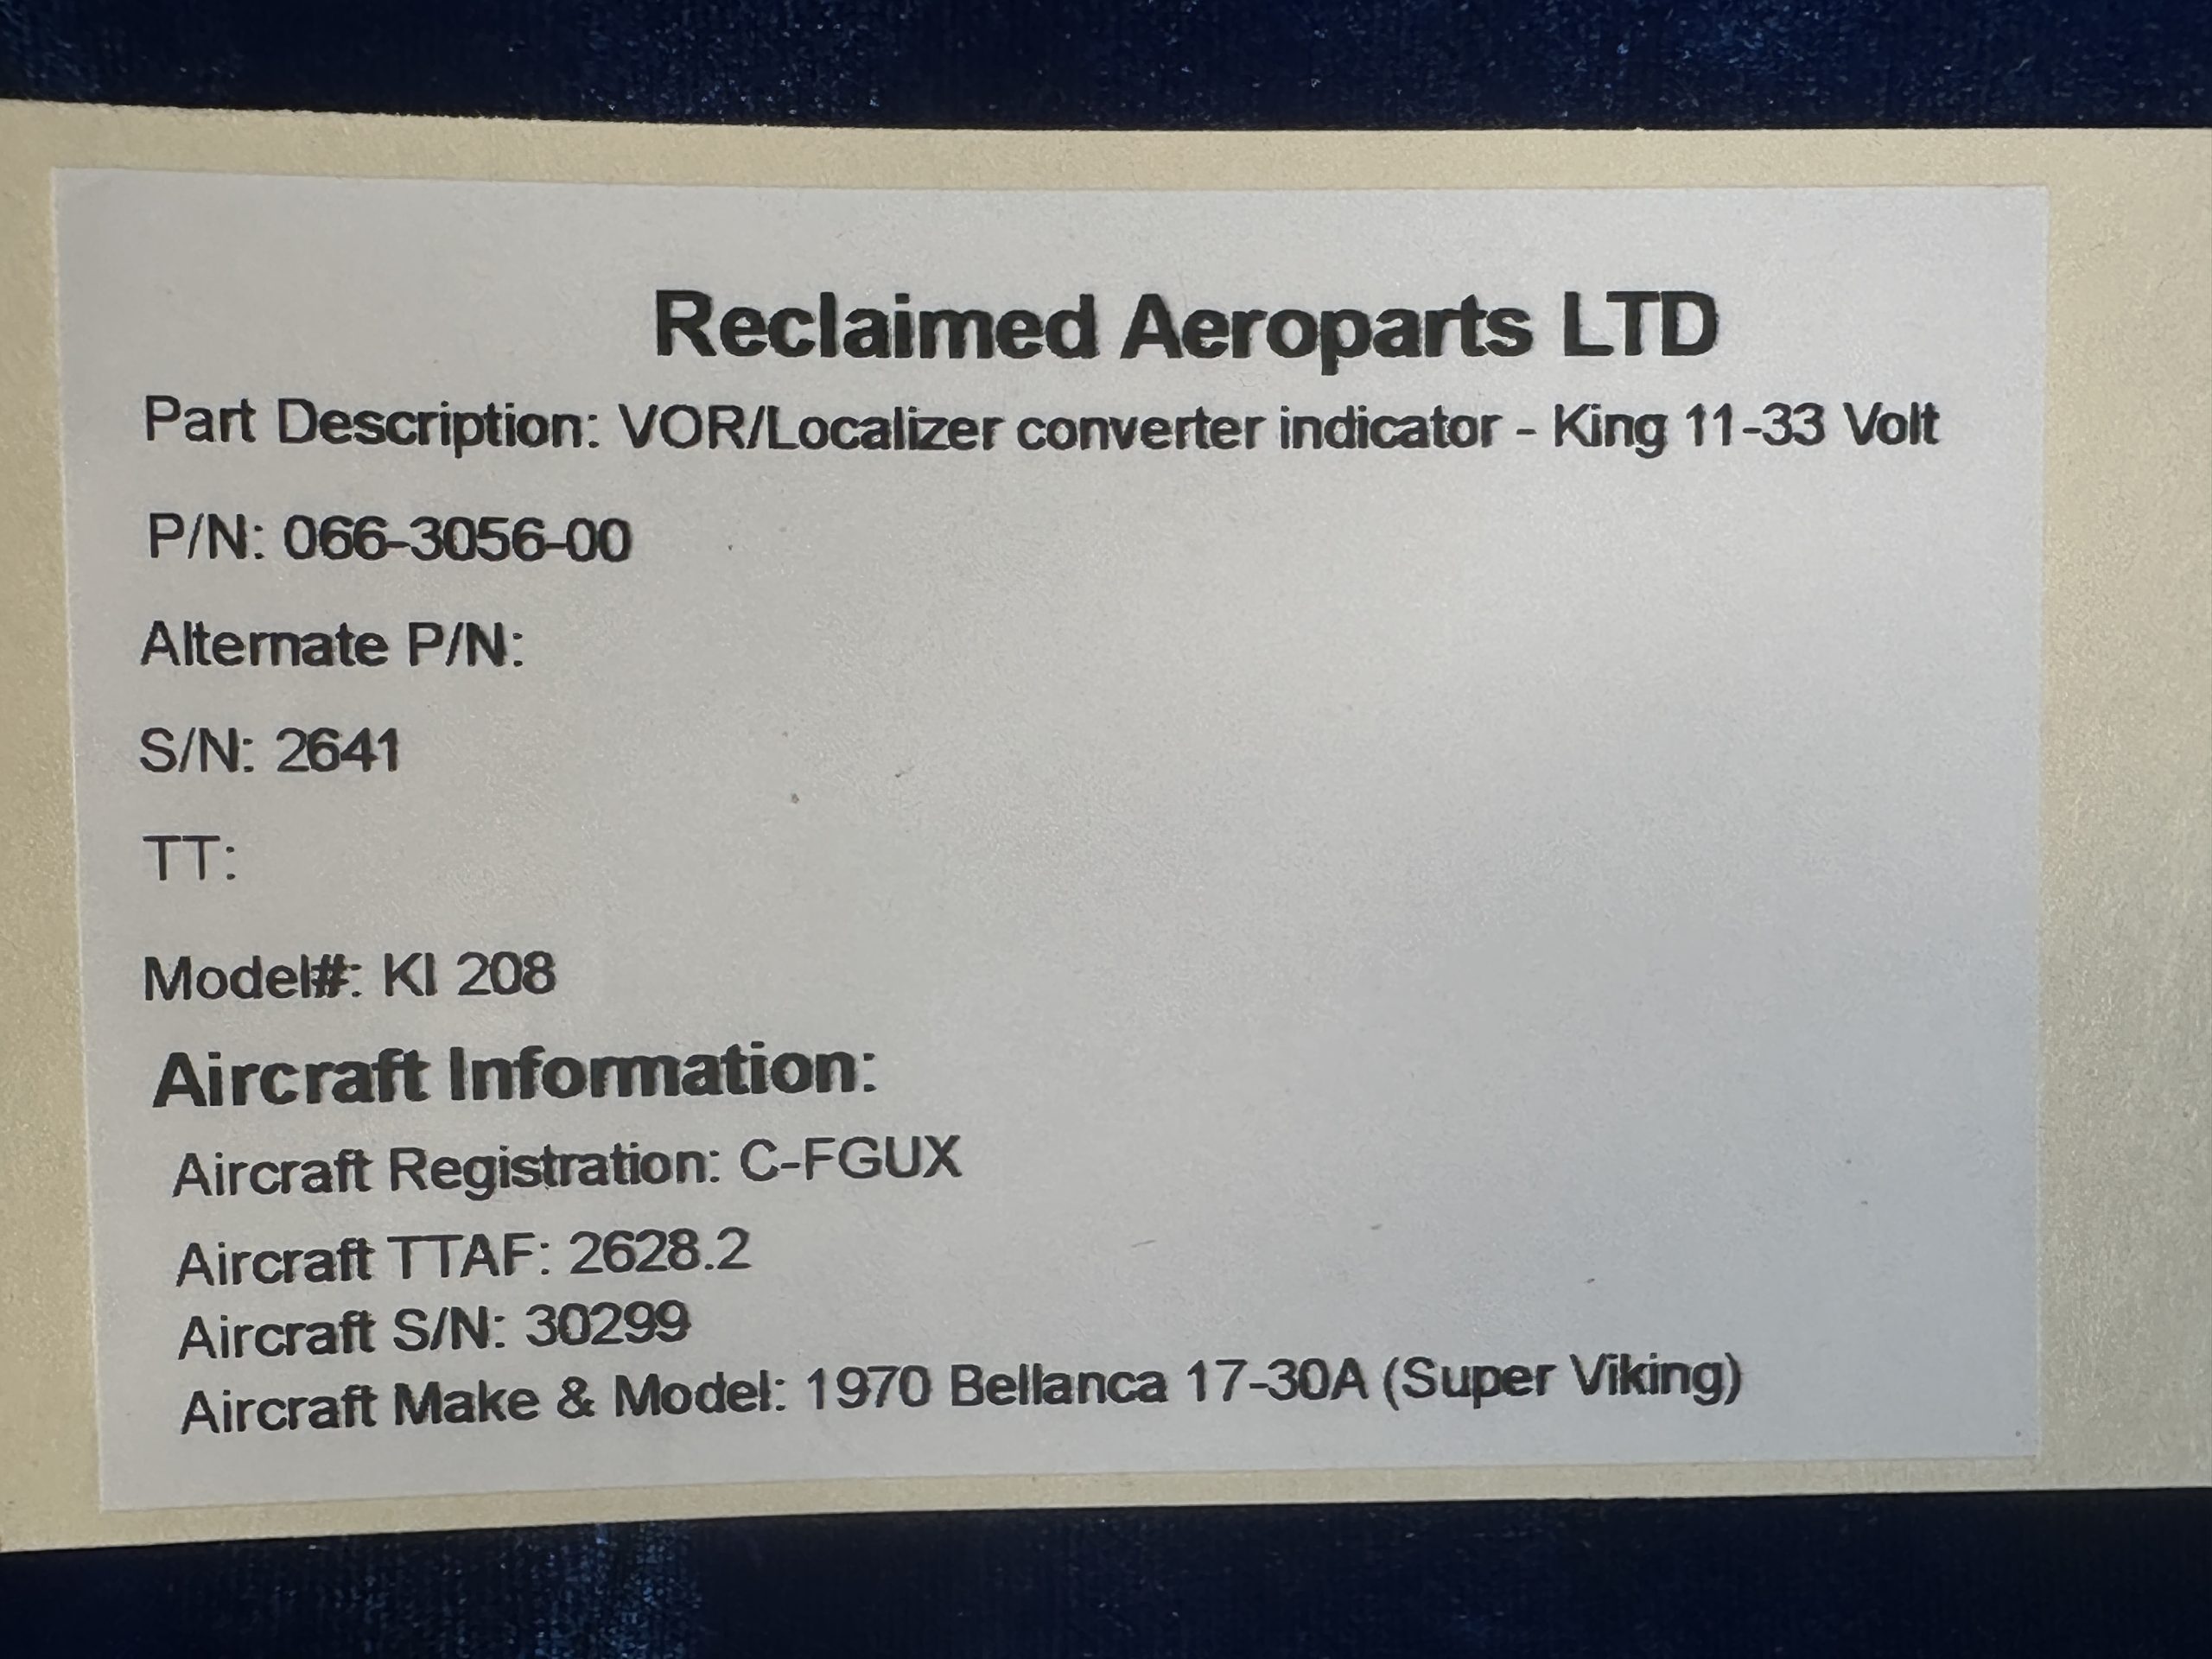 Reclaimed Aeroparts LTD
Part Description: VOR/Localizer converter indicator - King 11-33 Volt
P/N: 066-3056-00
Alternate P/N:
S/N: 2641
TT:
Model#: KI 208
Aircraft Information:
Aircraft Registration: C-FGUX
Aircraft TTAF: 2628.2
Aircraft S/N: 30299
Aircraft Make & Model: 1970 Bellanca 17-30A (Super Viking)